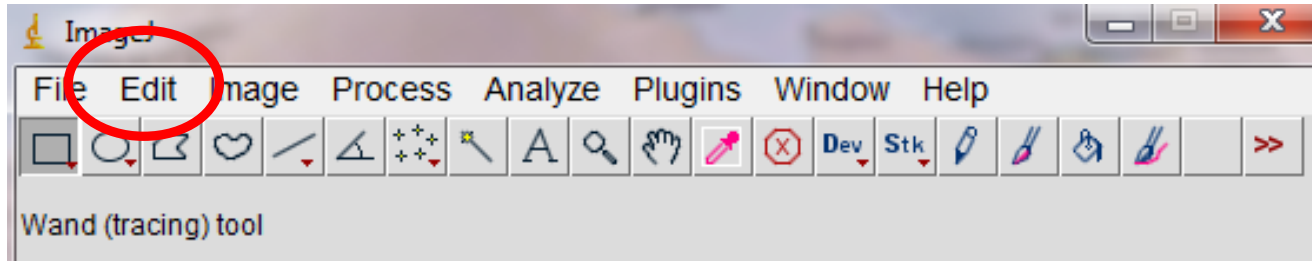 ImageJ
X
File Edit Image Process Analyze Plugins Window Help
A Dev Stk >>
Wand (tracing) tool